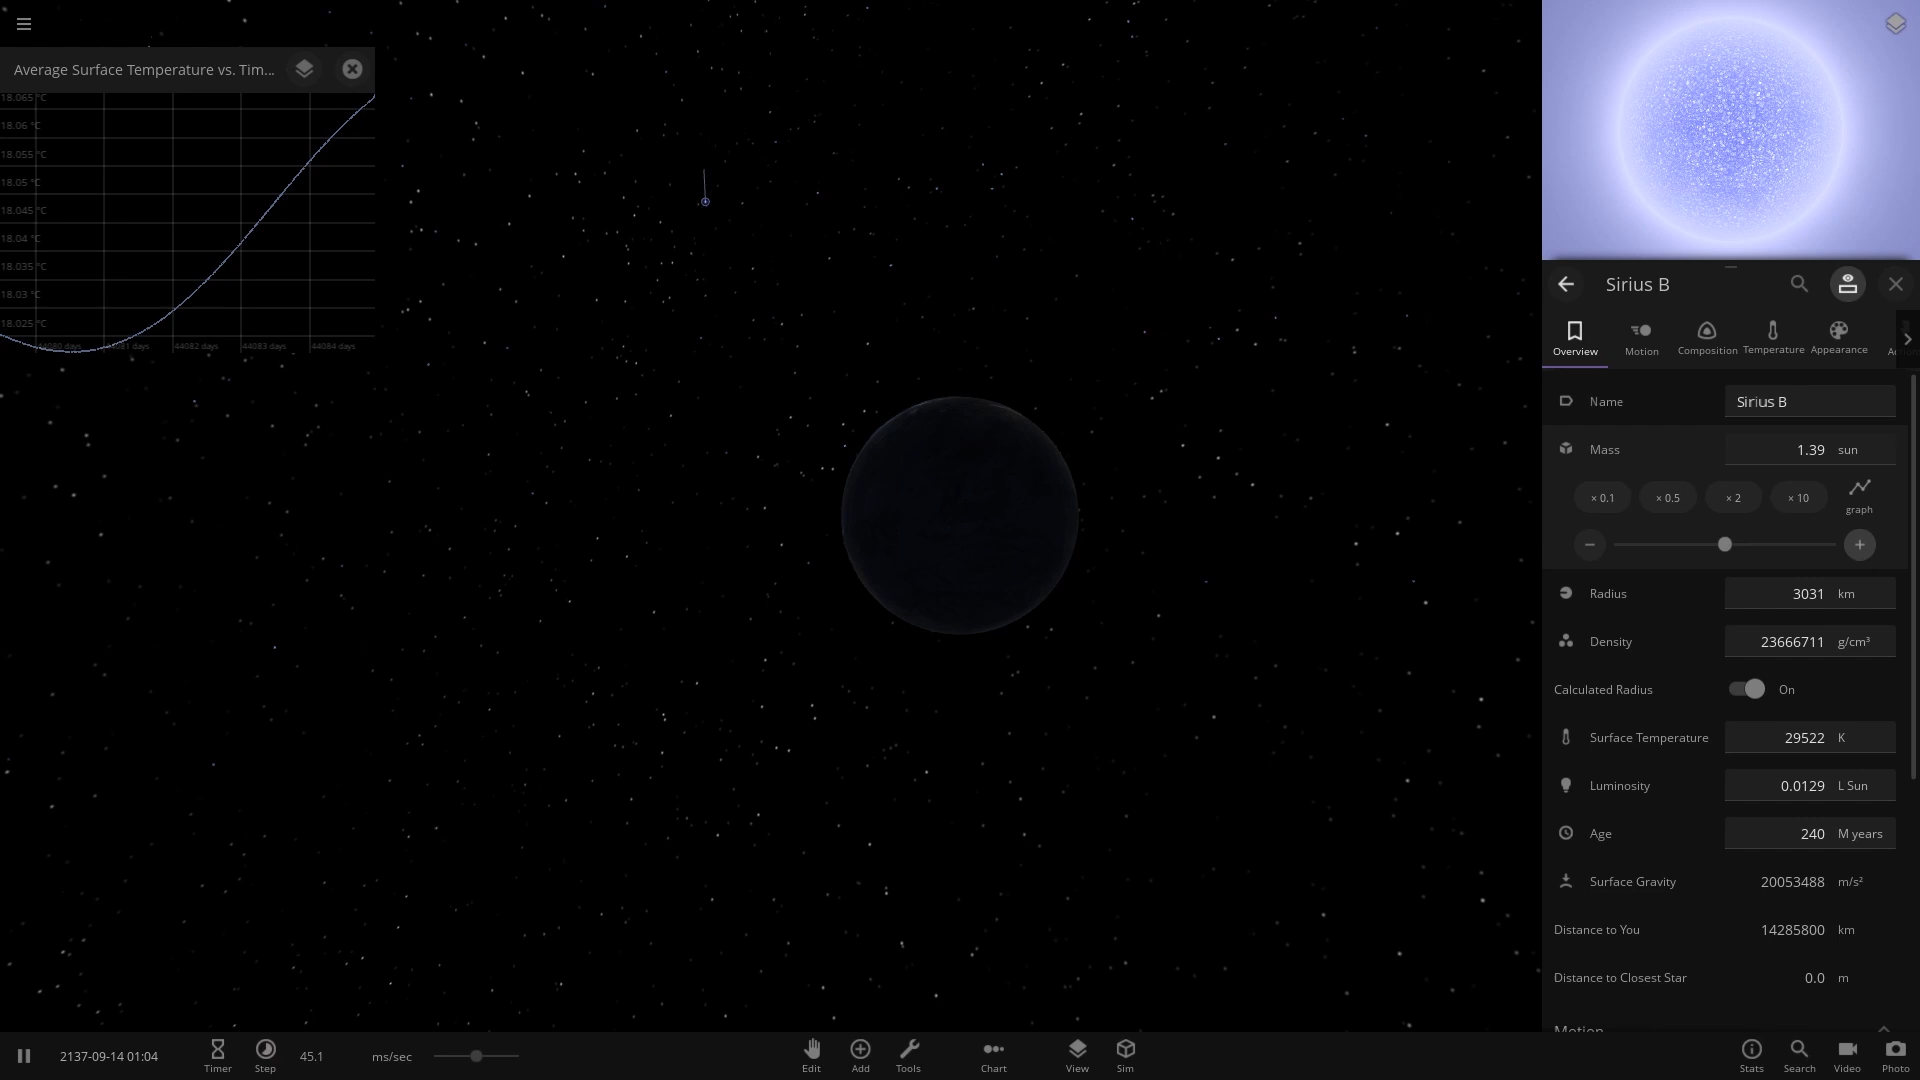 Average Surface Temperature vs. Tim...
18.065 °C
18.06 °C
18.055 °C
18.05 °C
18.045 °C
18.04 °C
18.035 °C
18.03 °C
18.025 °C
44080 days 44081 days 44082 days 44083 days 44084 days
Sirius B
Overview Motion Composition Temperature Appearance
Name Sirius B
Mass 1.39 sun
× 0.1 × 0.5 × 2 × 10 graph
Radius 3031 km
Density 23666711 g/cm³
Calculated Radius On
Surface Temperature 29522 K
Luminosity 0.0129 L Sun
Age 240 M years
Surface Gravity 20053488 m/s²
Distance to You 14285800 km
Distance to Closest Star 0.0 m
Motion
2137-09-14 01:04 Timer Step 45.1 ms/sec Edit Add Tools Chart View Sim Stats Search Video Photo